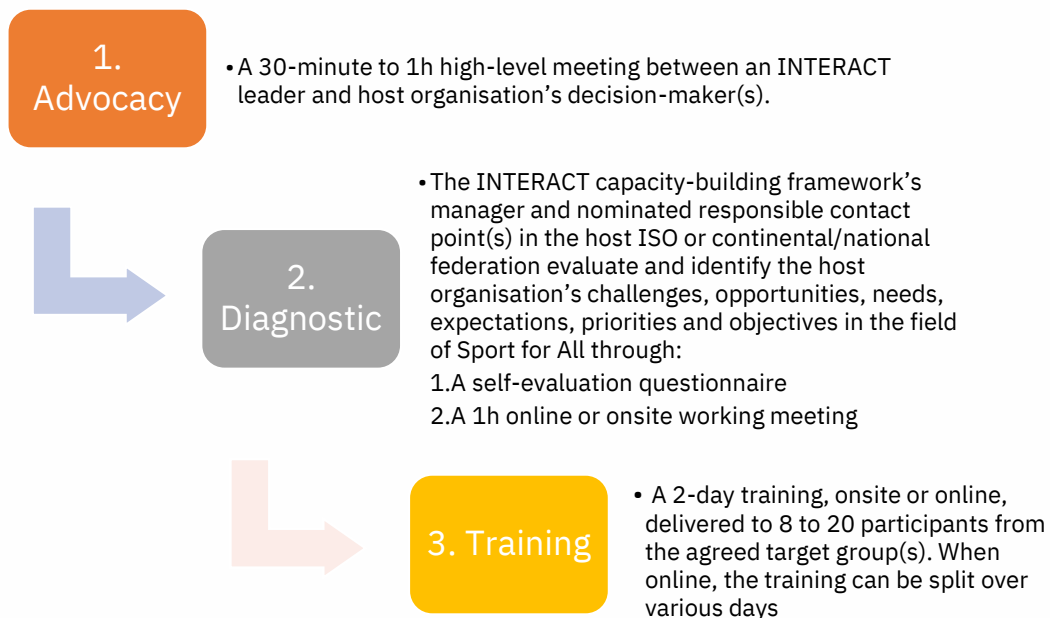 1.
Advocacy
• A 30-minute to 1h high-level meeting between an INTERACT
leader and host organisation’s decision-maker(s).
2.
Diagnostic
• The INTERACT capacity-building framework’s
manager and nominated responsible contact
point(s) in the host ISO or continental/national
federation evaluate and identify the host
organisation’s challenges, opportunities, needs,
expectations, priorities and objectives in the field
of Sport for All through:
1.A self-evaluation questionnaire
2.A 1h online or onsite working meeting
3. Training
• A 2-day training, onsite or online,
delivered to 8 to 20 participants from
the agreed target group(s). When
online, the training can be split over
various days